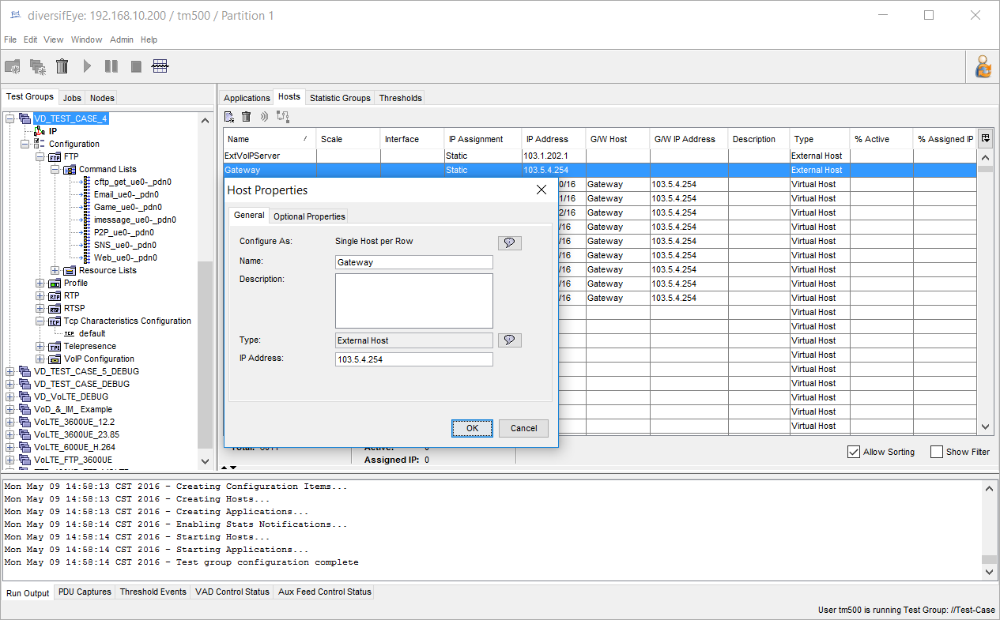 diversifEye: 192.168.10.200 / tm500 / Partition 1
File Edit View Window Admin Help
Test Groups Jobs Nodes
VD_TEST_CASE_4
IP
Configuration
FTP
Command Lists
cftp_get_ue0-_pdn0
Email_ue0-_pdn0
Game_ue0-_pdn0
imessage_ue0-_pdn0
P2P_ue0-_pdn0
SNS_ue0-_pdn0
Web_ue0-_pdn0
Resource Lists
Profile
RTP
RTSP
Tcp Characteristics Configuration
default
Telepresence
VoIP Configuration
VD_TEST_CASE_5_DEBUG
VD_TEST_CASE_DEBUG
VD_VoLTE_DEBUG
VoD_&_IM_ Example
VoLTE_3600UE_12.2
VoLTE_3600UE_23.85
VoLTE_600UE_H.264
VoLTE_FTP_3600UE
Applications Hosts Statistic Groups Thresholds
Name Scale Interface IP Assignment IP Address G/W Host G/W IP Address Description Type % Active % Assigned IP
ExtVoIPServer Static 103.1.202.1 External Host
Gateway Static 103.5.4.254 External Host
0/16 Gateway 103.5.4.254 Virtual Host
1/16 Gateway 103.5.4.254 Virtual Host
2/16 Gateway 103.5.4.254 Virtual Host
/16 Gateway 103.5.4.254 Virtual Host
/16 Gateway 103.5.4.254 Virtual Host
/16 Gateway 103.5.4.254 Virtual Host
/16 Gateway 103.5.4.254 Virtual Host
/16 Gateway 103.5.4.254 Virtual Host
/16 Gateway 103.5.4.254 Virtual Host
Virtual Host
Virtual Host
Virtual Host
Virtual Host
Virtual Host
Virtual Host
Virtual Host
Virtual Host
Virtual Host
Host Properties
General Optional Properties
Configure As: Single Host per Row
Name: Gateway
Description:
Type: External Host
IP Address: 103.5.4.254
OK Cancel
Total: Active: 0
Assigned IP: 0
Allow Sorting Show Filter
Mon May 09 14:58:13 CST 2016 - Creating Configuration Items...
Mon May 09 14:58:13 CST 2016 - Creating Hosts...
Mon May 09 14:58:13 CST 2016 - Creating Applications...
Mon May 09 14:58:14 CST 2016 - Enabling Stats Notifications...
Mon May 09 14:58:14 CST 2016 - Starting Hosts...
Mon May 09 14:58:14 CST 2016 - Starting Applications...
Mon May 09 14:58:14 CST 2016 - Test group configuration complete
Run Output PDU Captures Threshold Events VAD Control Status Aux Feed Control Status
User tm500 is running Test Group: //Test-Case